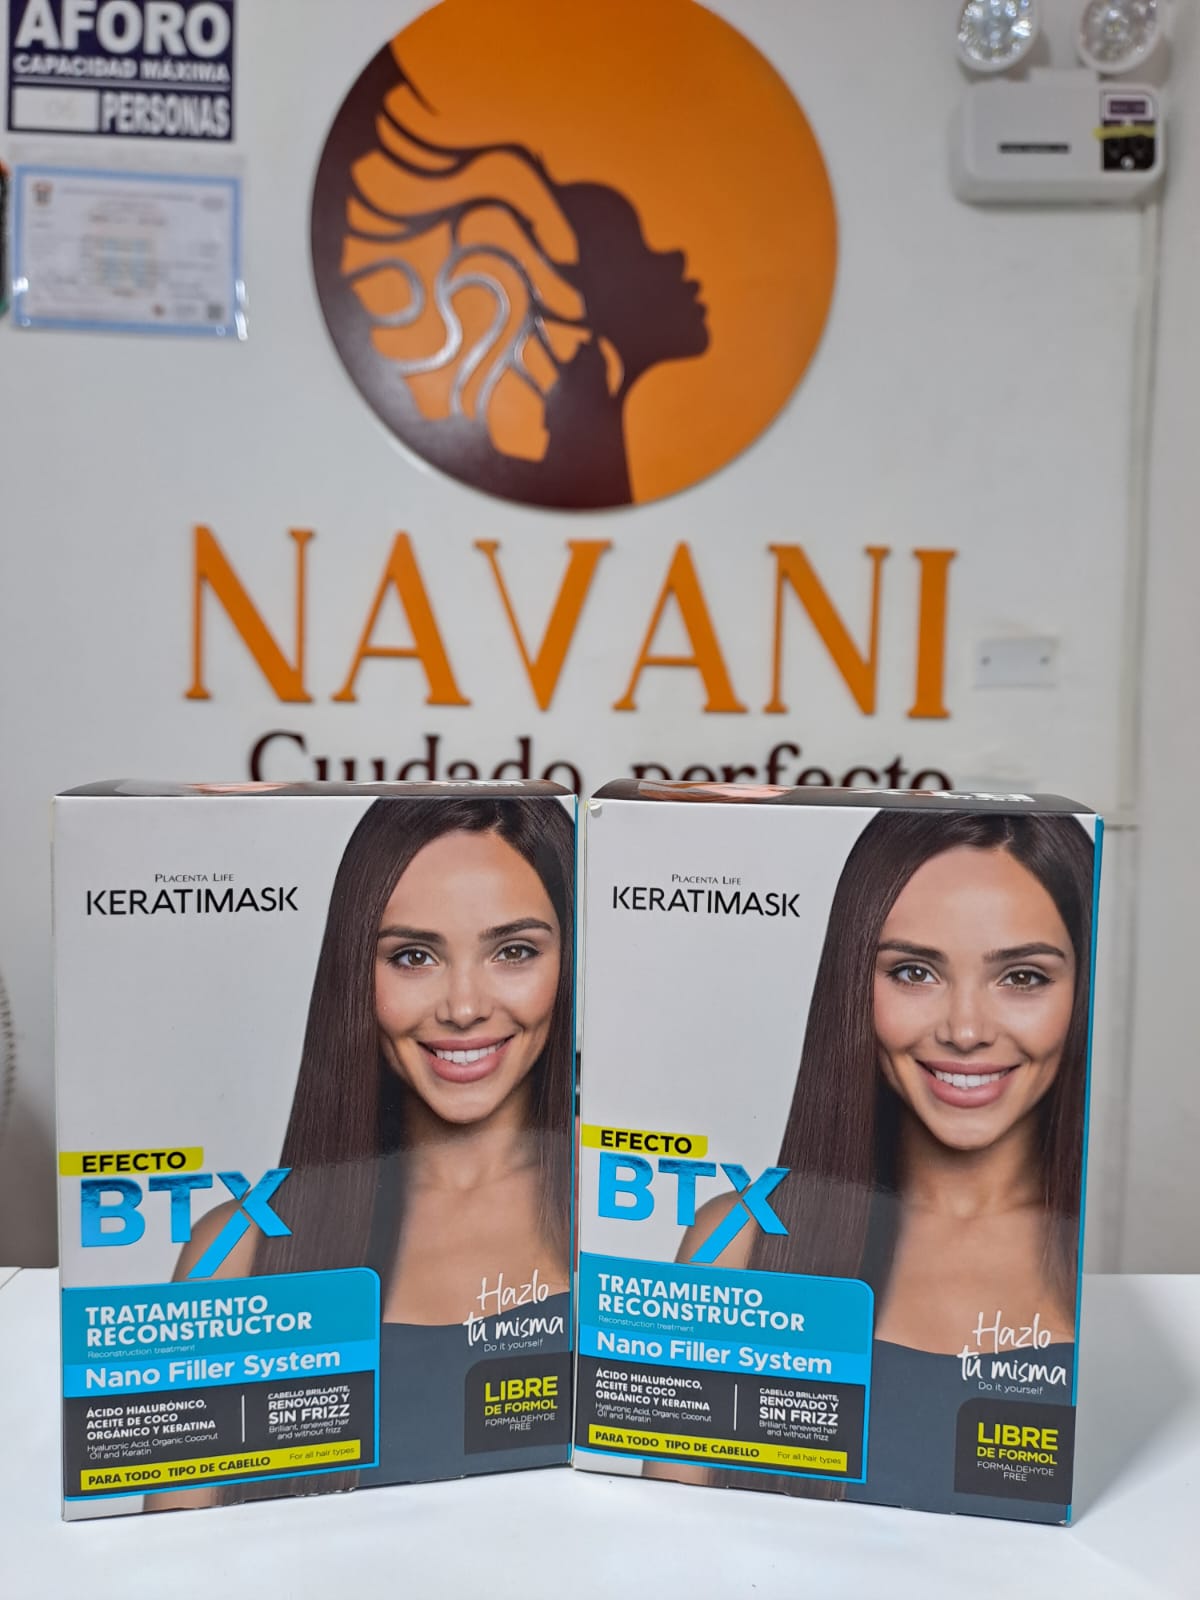 AFORO
CAPACIDAD MÁXIMA
PERSONAS
NAVANI
Cuidado perfecto
PLACENTA LIFE
KERATIMASK
EFECTO
BTX
TRATAMIENTO
RECONSTRUCTOR
Reconstruction treatment
Nano Filler System
ÁCIDO HIALURÓNICO,
ACEITE DE COCO
ORGÁNICO Y KERATINA
Hyaluronic Acid, Organic Coconut
Oil and Keratin
CABELLO BRILLANTE,
RENOVADO Y
SIN FRIZZ
Brilliant, renewed hair
and without frizz
PARA TODO TIPO DE CABELLO
For all hair types
Hazlo
tú misma
Do it yourself
LIBRE
DE FORMOL
FORMALDEHYDE
FREE
PLACENTA LIFE
KERATIMASK
EFECTO
BTX
TRATAMIENTO
RECONSTRUCTOR
Reconstruction treatment
Nano Filler System
ÁCIDO HIALURÓNICO,
ACEITE DE COCO
ORGÁNICO Y KERATINA
Hyaluronic Acid, Organic Coconut
Oil and Keratin
CABELLO BRILLANTE,
RENOVADO Y
SIN FRIZZ
Brilliant, renewed hair
and without frizz
PARA TODO TIPO DE CABELLO
For all hair types
Hazlo
tú misma
Do it yourself
LIBRE
DE FORMOL
FORMALDEHYDE
FREE